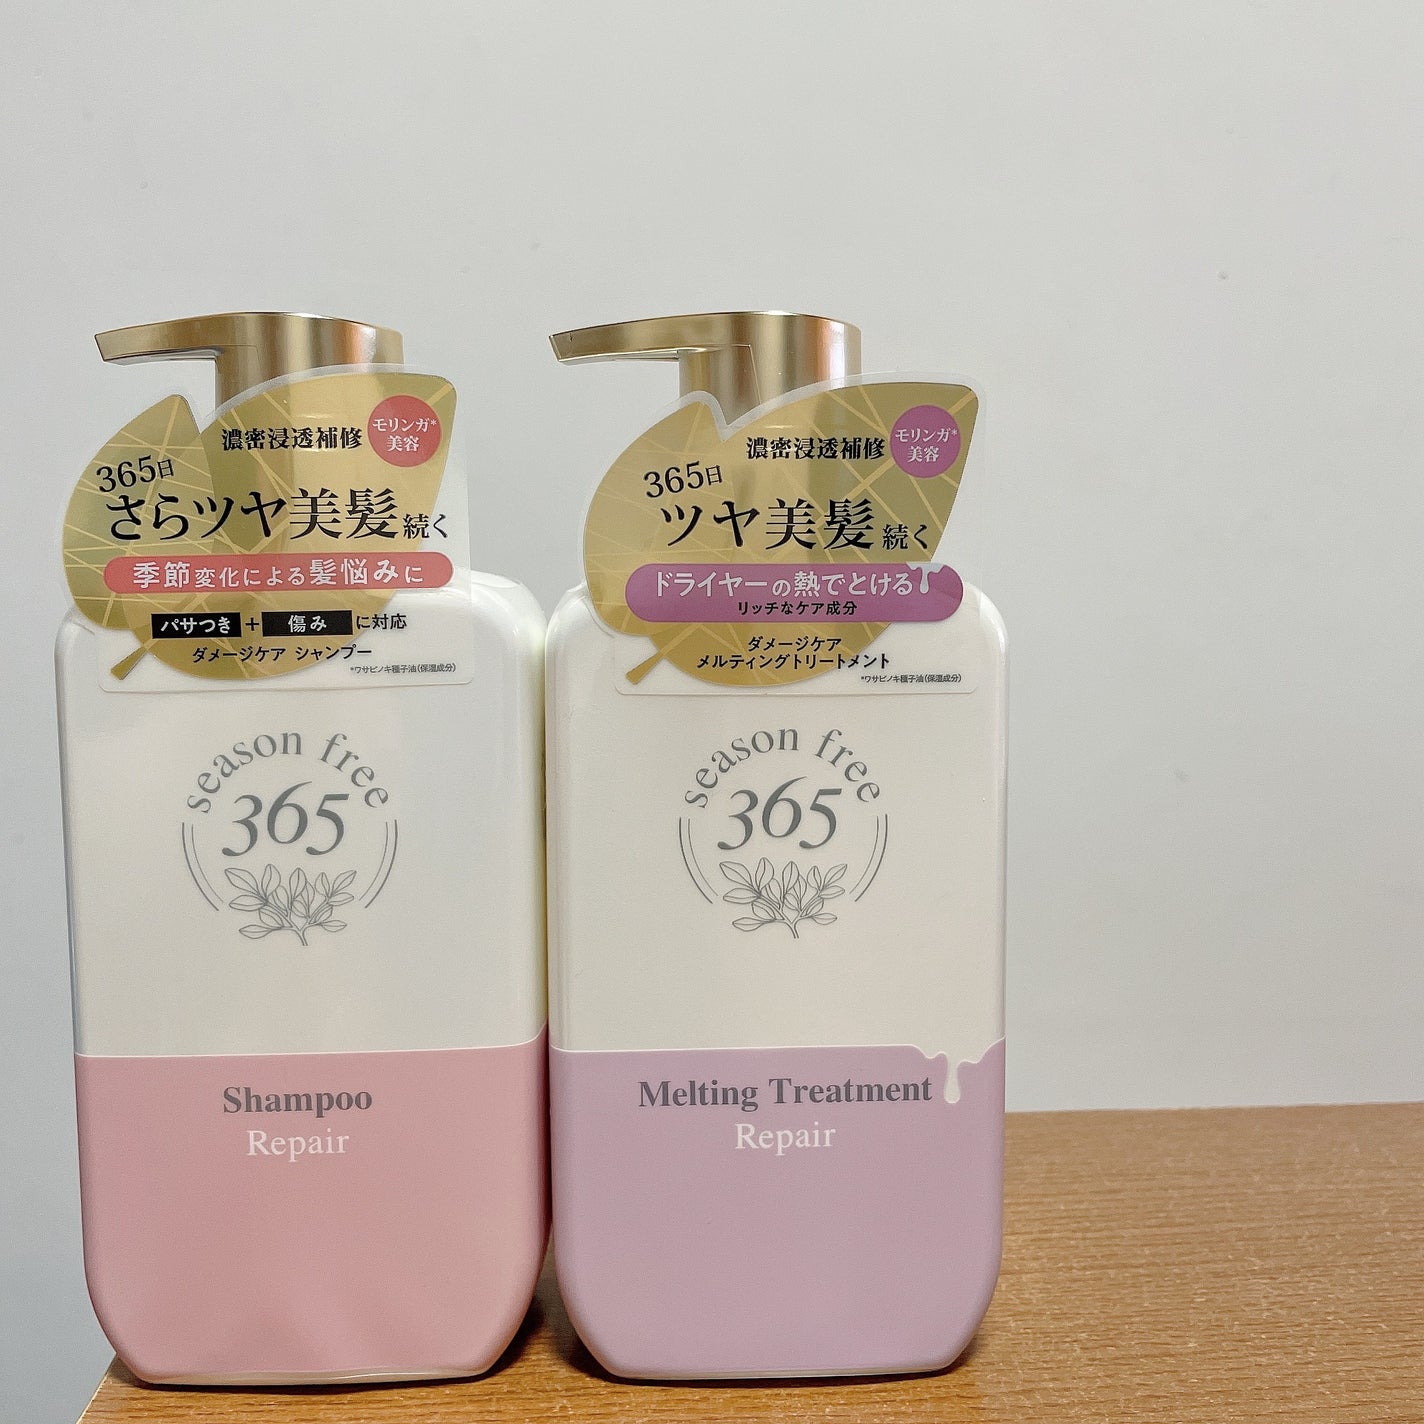 濃密浸透補修
モリンガ*
美容
365日
さらツヤ美髪続く
季節変化による髪悩みに
パサつき+傷みに対応
ダメージケア シャンプー
*ワサビノキ種子油(保湿成分)
season free
365
Shampoo
Repair
濃密浸透補修
モリンガ*
美容
365日
ツヤ美髪続く
ドライヤーの熱でとける
リッチなケア成分
ダメージケア
メルティングトリートメント
*ワサビノキ種子油(保湿成分)
season free
365
Melting Treatment
Repair